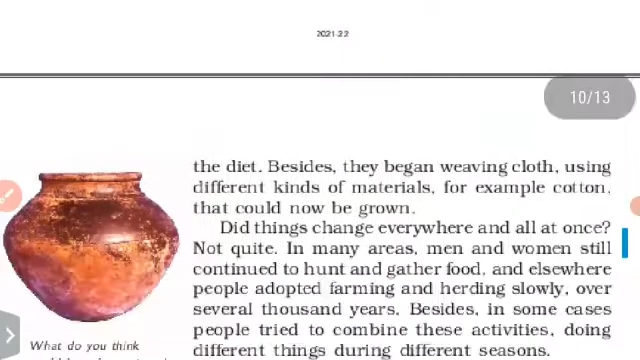 2021-22
10/13
the diet. Besides, they began weaving cloth, using
different kinds of materials, for example cotton,
that could now be grown.
Did things change everywhere and all at once?
Not quite. In many areas, men and women still
continued to hunt and gather food, and elsewhere
people adopted farming and herding slowly, over
several thousand years. Besides, in some cases
people tried to combine these activities, doing
different things during different seasons.
What do you think